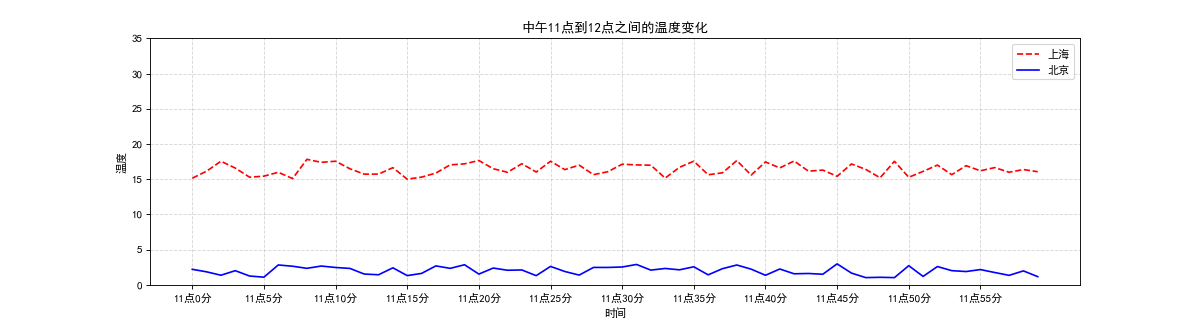 中午11点到12点之间的温度变化
上海
北京
温度
35
30
25
20
15
10
5
0
11点0分
11点5分
11点10分
11点15分
11点20分
11点25分
11点30分
11点35分
11点40分
11点45分
11点50分
11点55分
时间